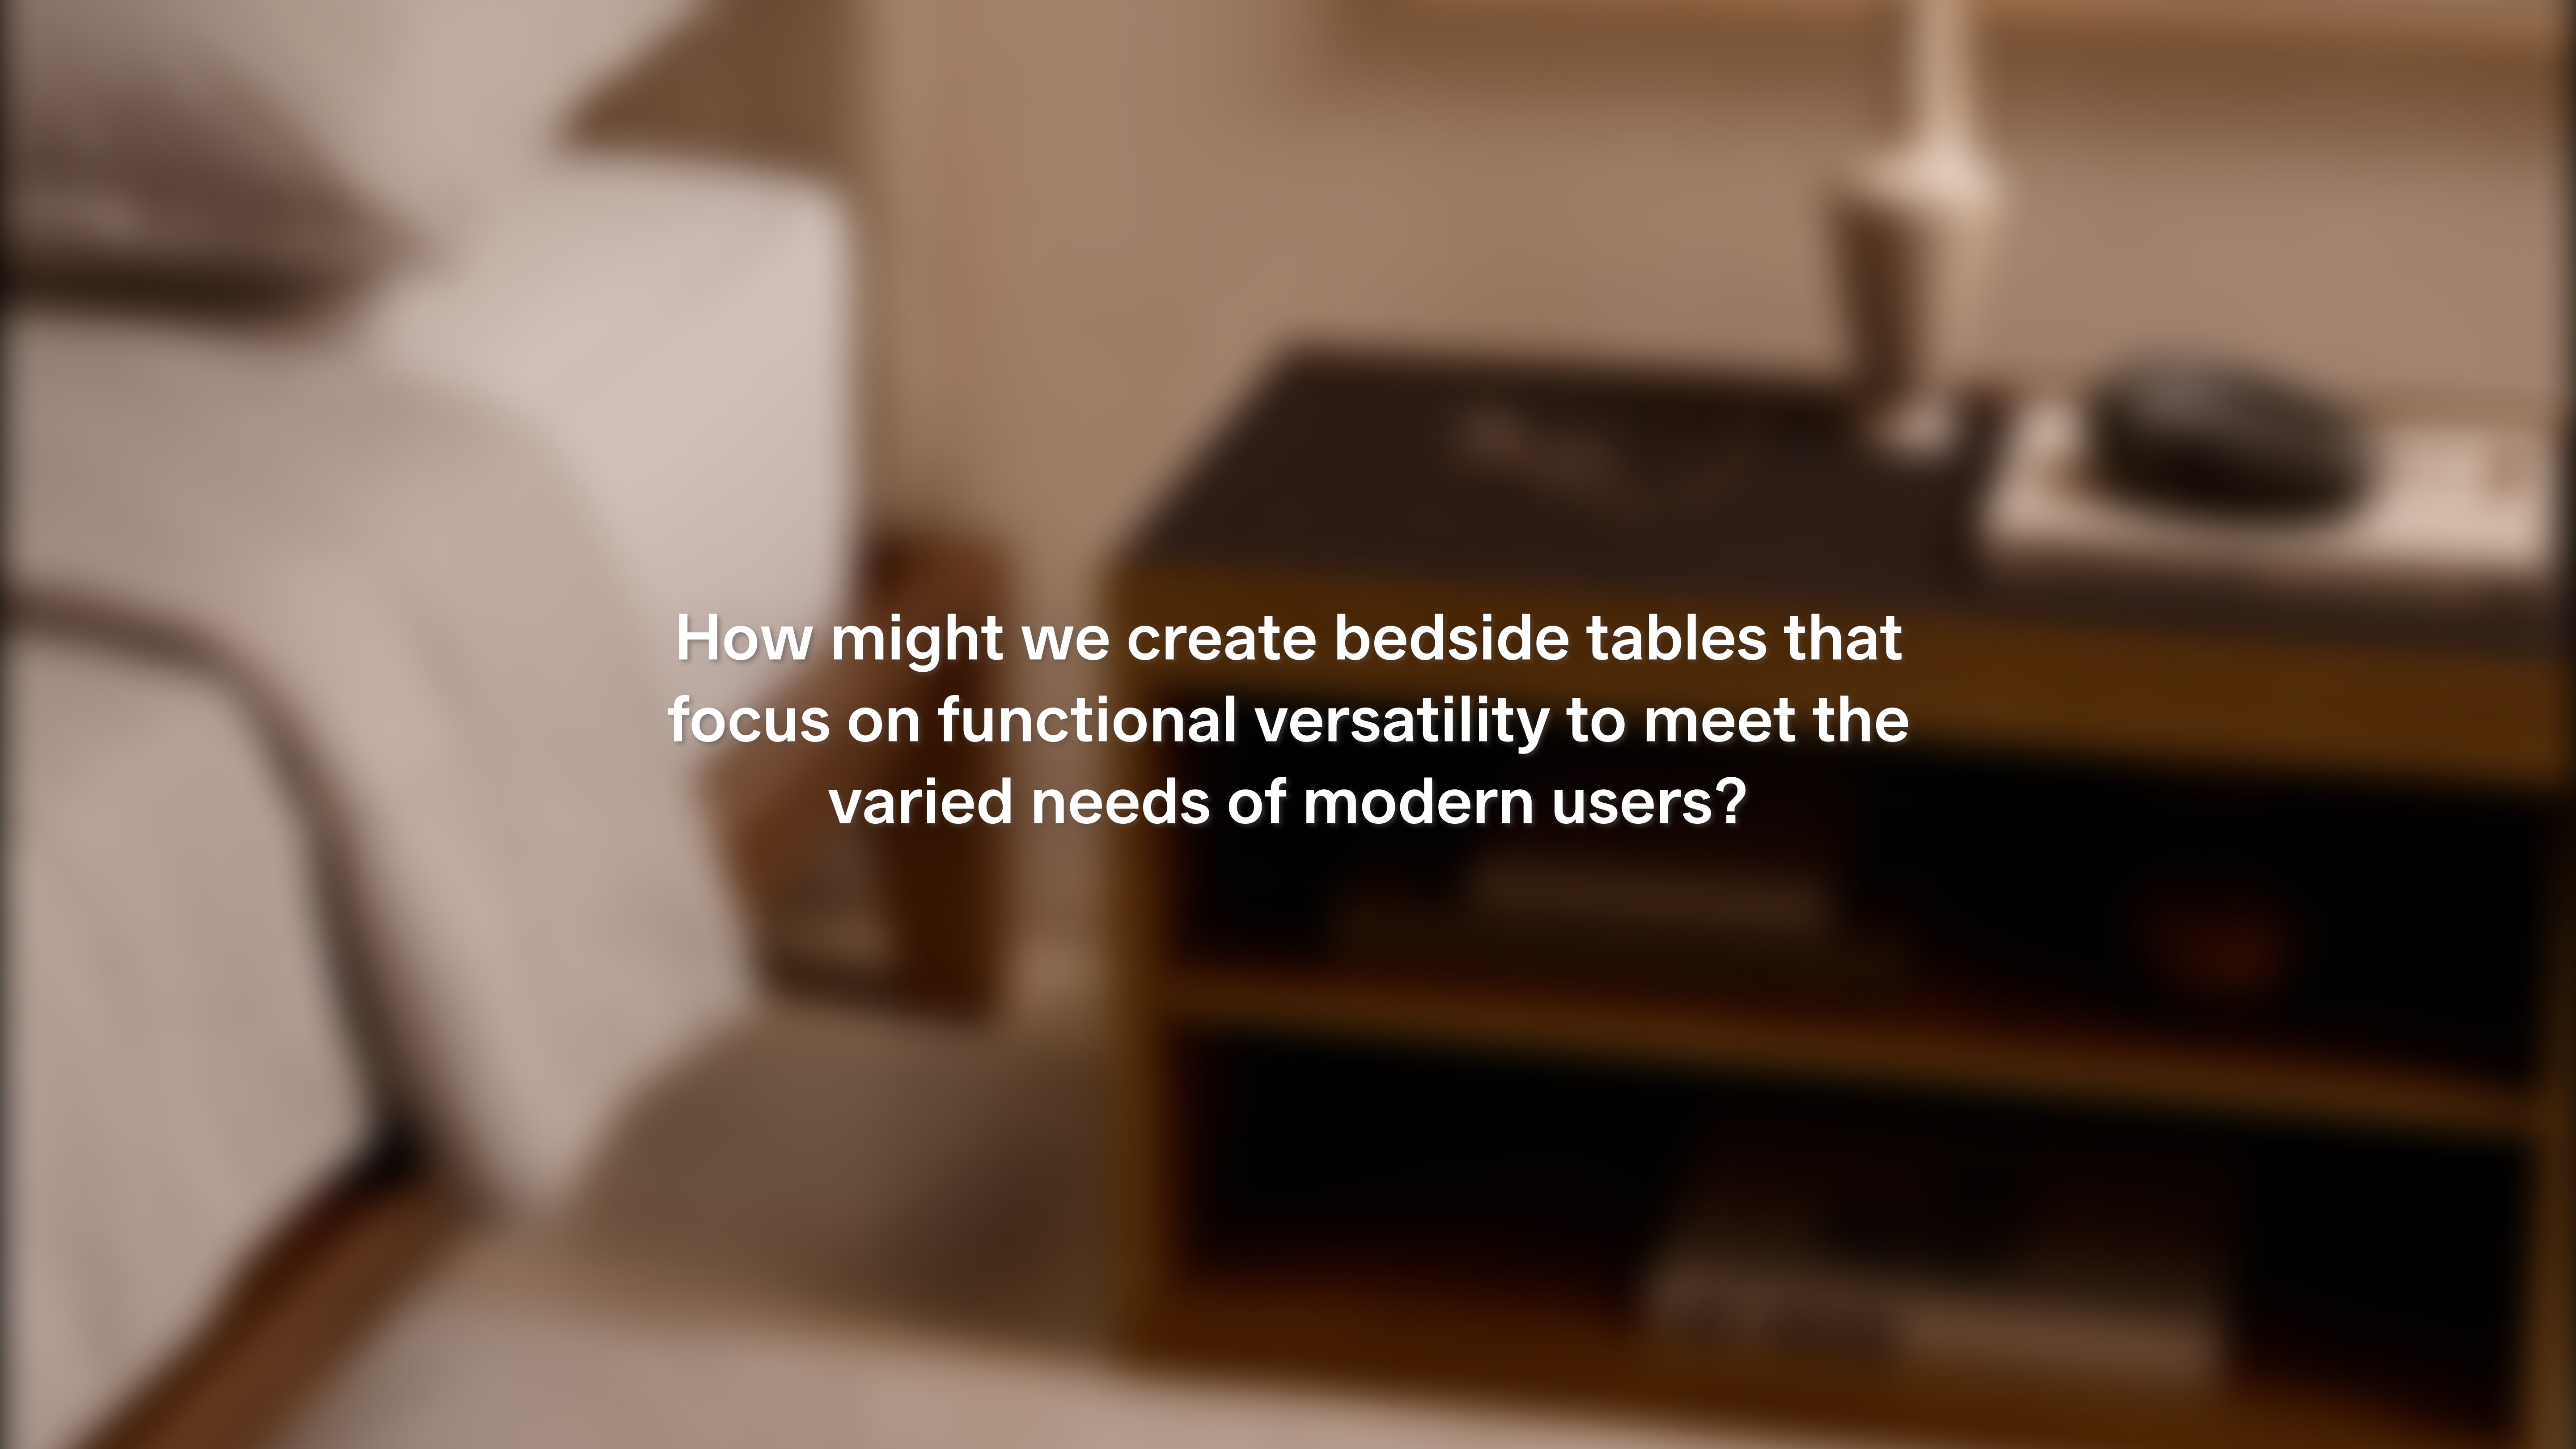 How might we create bedside tables that
focus on functional versatility to meet the
varied needs of modern users?